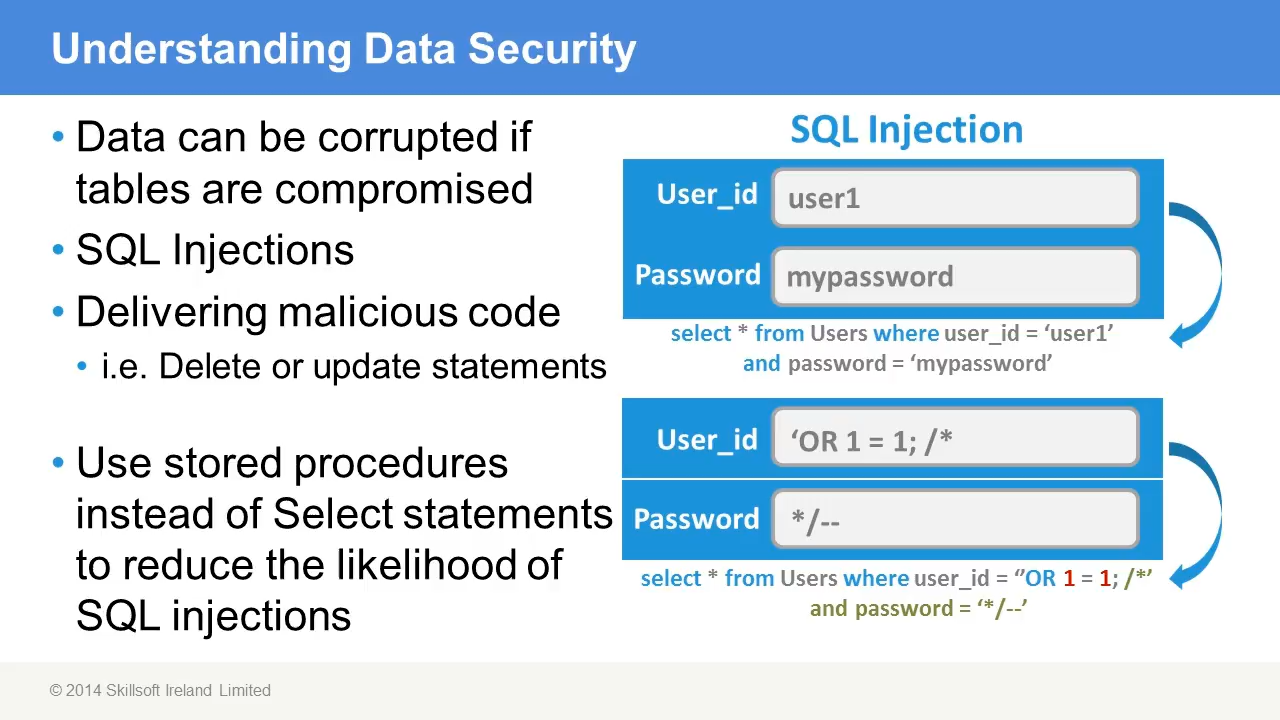 Understanding Data Security
• Data can be corrupted if
tables are compromised
• SQL Injections
• Delivering malicious code
• i.e. Delete or update statements
• Use stored procedures
instead of Select statements
to reduce the likelihood of
SQL injections
SQL Injection
User_id user1
Password mypassword
select * from Users where user_id = ‘user1’
and password = ‘mypassword’
User_id ‘OR 1 = 1; /*
Password */--
select * from Users where user_id = ‘’OR 1 = 1; /*’
and password = ‘*/--’
© 2014 Skillsoft Ireland Limited